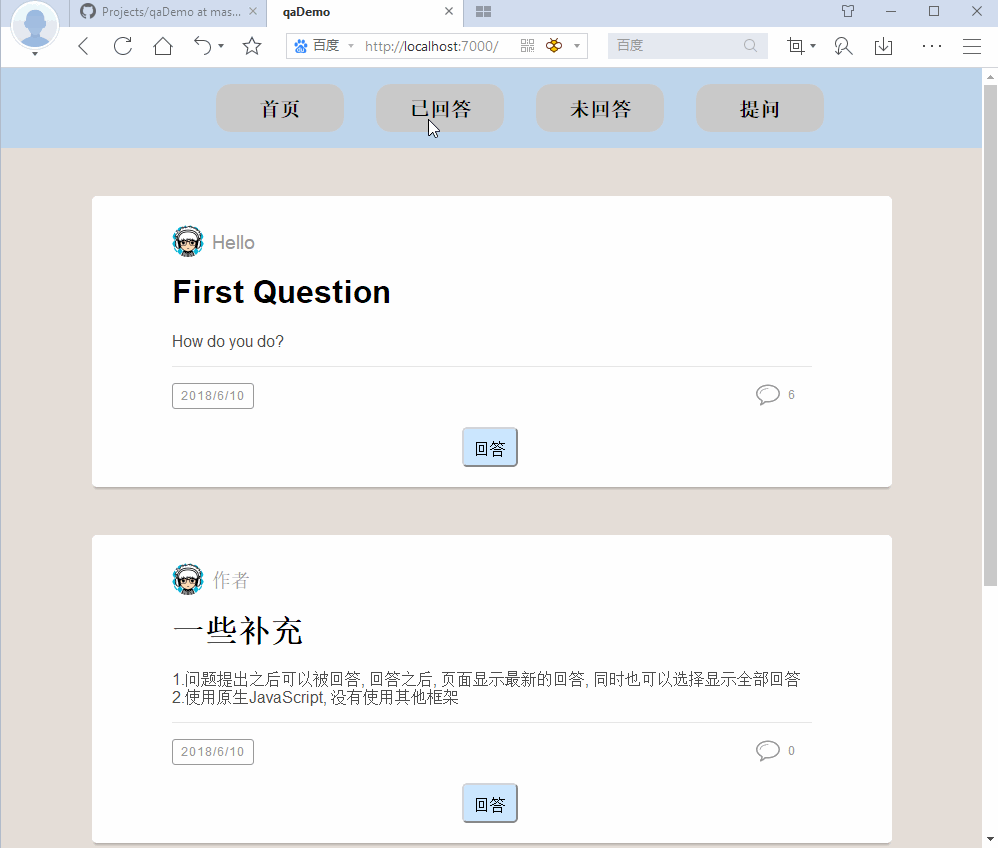 Projects/qaDemo at mas...
qaDemo
百度
http://localhost:7000/
百度
首页
已回答
未回答
提问
Hello
First Question
How do you do?
2018/6/10
6
回答
作者
一些补充
1.问题提出之后可以被回答, 回答之后, 页面显示最新的回答, 同时也可以选择显示全部回答
2.使用原生JavaScript, 没有使用其他框架
2018/6/10
0
回答